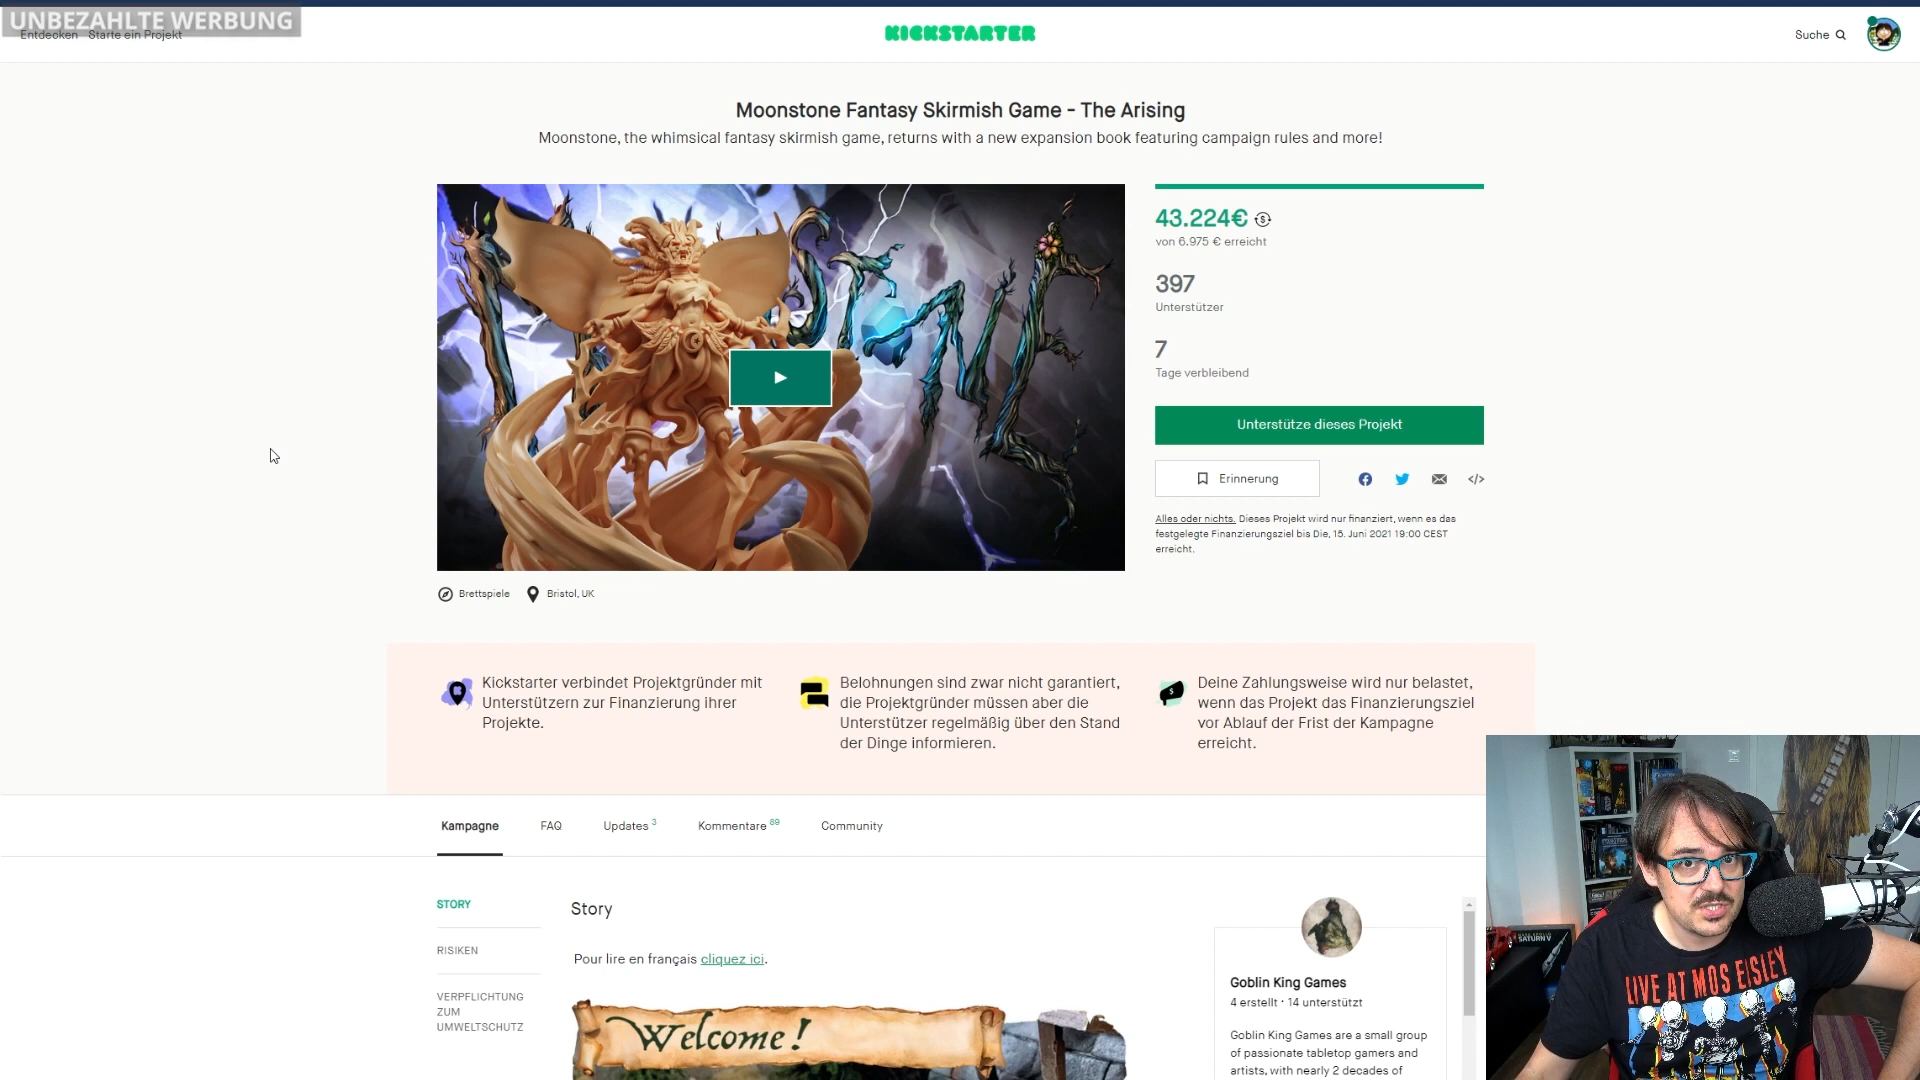 UNBEZAHLTE WERBUNG
Entdecken Starte ein Projekt
KICKSTARTER
Suche
Moonstone Fantasy Skirmish Game - The Arising
Moonstone, the whimsical fantasy skirmish game, returns with a new expansion book featuring campaign rules and more!
43.224€
von 6.975 € erreicht
397
Unterstützer
7
Tage verbleibend
Unterstütze dieses Projekt
Erinnerung
Alles oder nichts. Dieses Projekt wird nur finanziert, wenn es das
festgelegte Finanzierungsziel bis Die, 15. Juni 2021 19:00 CEST
erreicht.
Brettspiele
Bristol, UK
Kickstarter verbindet Projektgründer mit
Unterstützern zur Finanzierung ihrer
Projekte.
Belohnungen sind zwar nicht garantiert,
die Projektgründer müssen aber die
Unterstützer regelmäßig über den Stand
der Dinge informieren.
Deine Zahlungsweise wird nur belastet,
wenn das Projekt das Finanzierungsziel
vor Ablauf der Frist der Kampagne
erreicht.
Kampagne FAQ Updates 3 Kommentare 89 Community
STORY
RISIKEN
VERPFLICHTUNG
ZUM
UMWELTSCHUTZ
Story
Pour lire en français cliquez ici.
Welcome!
Goblin King Games
4 erstellt · 14 unterstützt
Goblin King Games are a small group
of passionate tabletop gamers and
artists, with nearly 2 decades of
SATURN V
LIVE AT MOS EISLEY